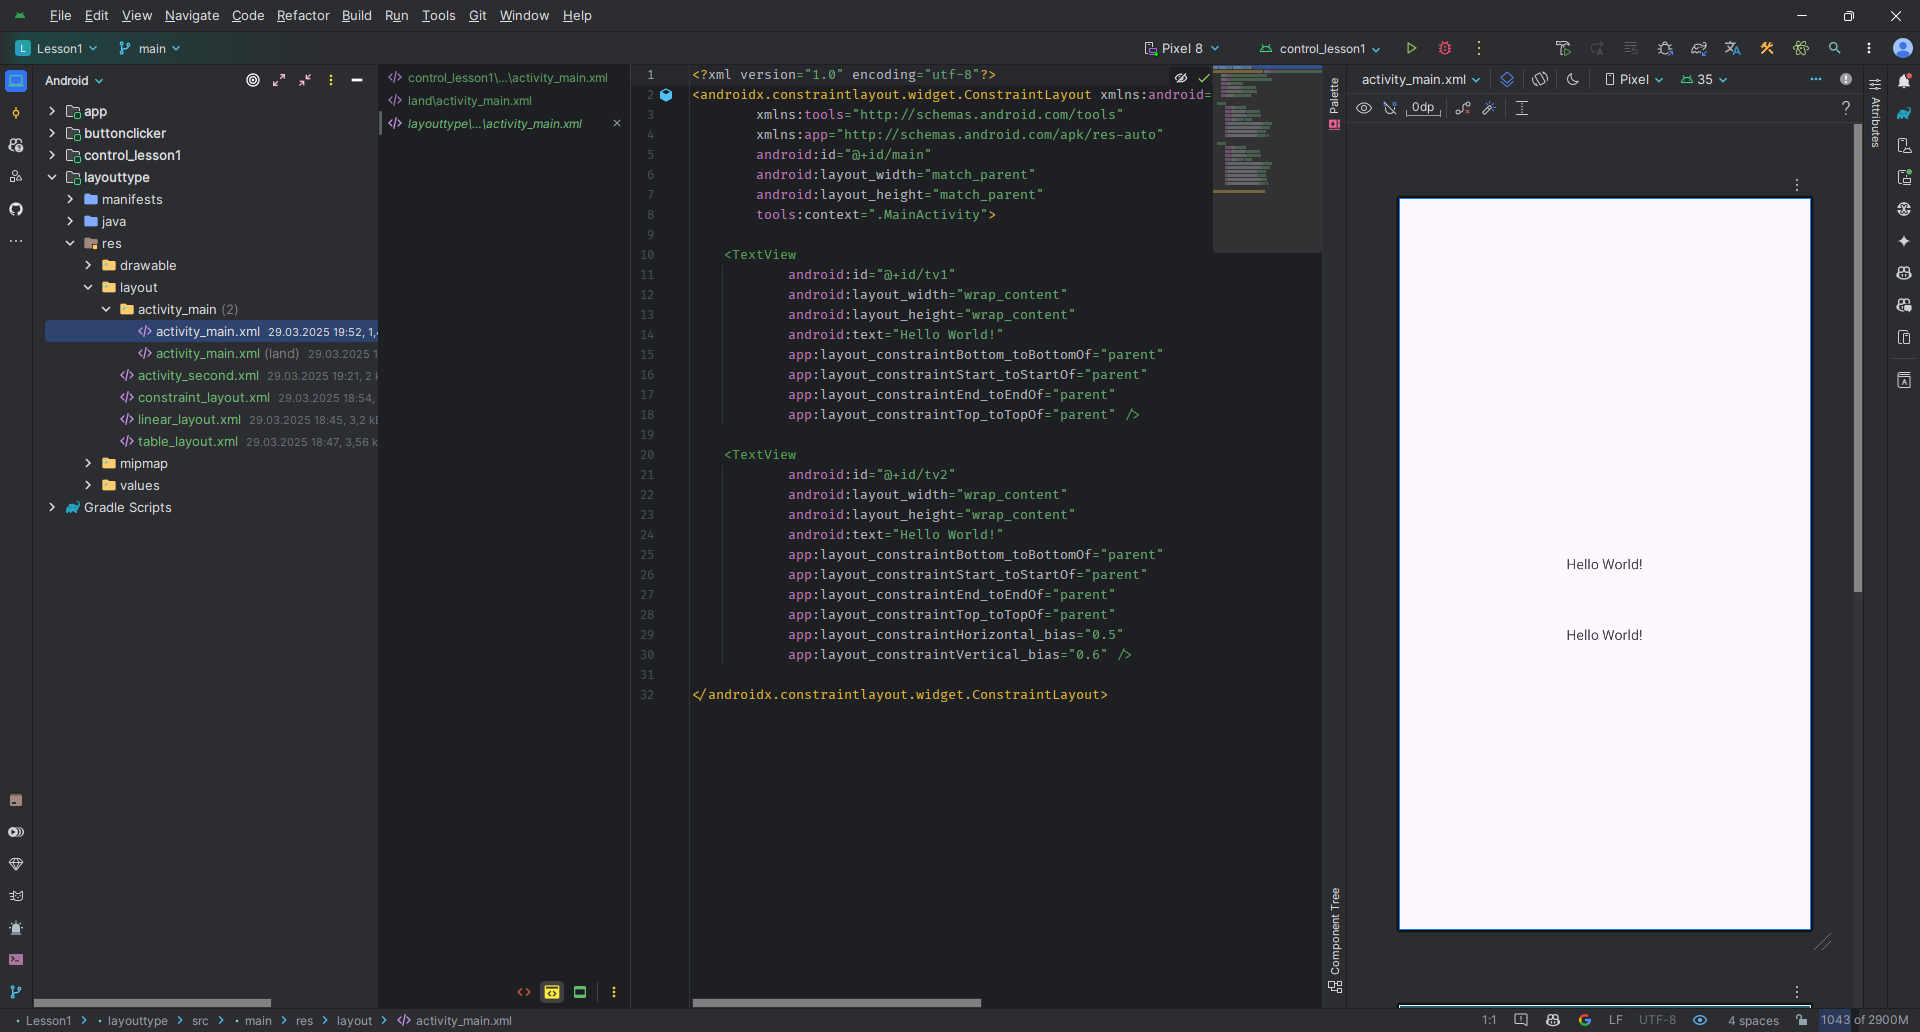 File Edit View Navigate Code Refactor Build Run Tools Git Window Help
L Lesson1 main Pixel 8 control_lesson1
Android
app
buttonclicker
control_lesson1
layouttype
manifests
java
res
drawable
layout
activity_main (2)
activity_main.xml 29.03.2025 19:52, 1,
activity_main.xml (land) 29.03.2025 1
activity_second.xml 29.03.2025 19:21, 2 k
constraint_layout.xml 29.03.2025 18:54,
linear_layout.xml 29.03.2025 18:45, 3,2 kE
table_layout.xml 29.03.2025 18:47, 3,56 k
mipmap
values
Gradle Scripts
control_lesson1\...\activity_main.xml
land\activity_main.xml
layouttype\...\activity_main.xml
1 <?xml version="1.0" encoding="utf-8"?>
2 <androidx.constraintlayout.widget.ConstraintLayout xmlns:android=
3 xmlns:tools="http://schemas.android.com/tools"
4 xmlns:app="http://schemas.android.com/apk/res-auto"
5 android:id="@+id/main"
6 android:layout_width="match_parent"
7 android:layout_height="match_parent"
8 tools:context=".MainActivity">
9
10 <TextView
11 android:id="@+id/tv1"
12 android:layout_width="wrap_content"
13 android:layout_height="wrap_content"
14 android:text="Hello World!"
15 app:layout_constraintBottom_toBottomOf="parent"
16 app:layout_constraintStart_toStartOf="parent"
17 app:layout_constraintEnd_toEndOf="parent"
18 app:layout_constraintTop_toTopOf="parent" />
19
20 <TextView
21 android:id="@+id/tv2"
22 android:layout_width="wrap_content"
23 android:layout_height="wrap_content"
24 android:text="Hello World!"
25 app:layout_constraintBottom_toBottomOf="parent"
26 app:layout_constraintStart_toStartOf="parent"
27 app:layout_constraintEnd_toEndOf="parent"
28 app:layout_constraintTop_toTopOf="parent"
29 app:layout_constraintHorizontal_bias="0.5"
30 app:layout_constraintVertical_bias="0.6" />
31
32 </androidx.constraintlayout.widget.ConstraintLayout>
Palette
Component Tree
activity_main.xml Pixel 35
0dp ?
Hello World!
Hello World!
Attributes
Lesson1 > layouttype > src > main > res > layout > activity_main.xml
1:1 LF UTF-8 4 spaces 1043 of 2900M